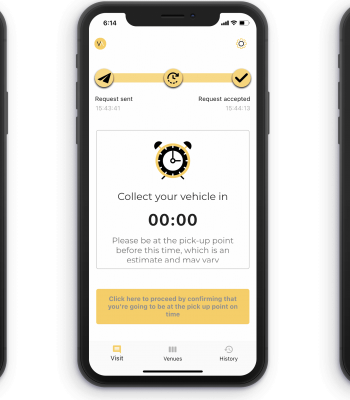 6:14
V
Request sent
Request accepted
15:43:41
15:44:13
Collect your vehicle in
00:00
Please be at the pick-up point
before this time, which is an
estimate and may vary
Click here to proceed by confirming that
you're going to be at the pick up point on
time
Visit
Venues
History